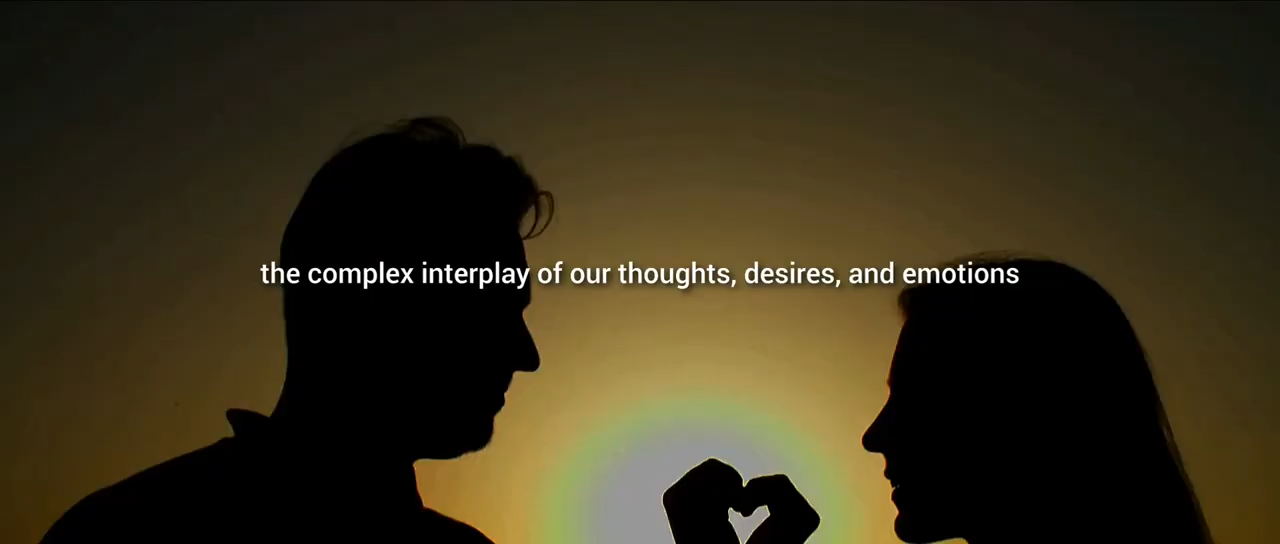 the complex interplay of our thoughts, desires, and emotions